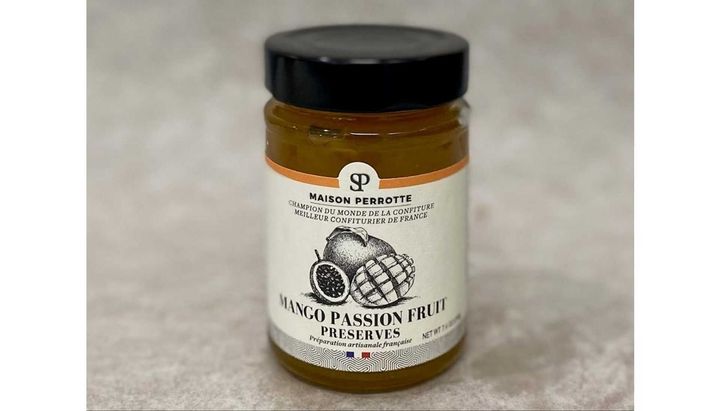 SP
MAISON PERROTTE
CHAMPION DU MONDE DE LA CONFITURE
MEILLEUR CONFITURIER DE FRANCE
MANGO PASSION FRUIT
PRESERVES
Préparation artisanale française
NET WT